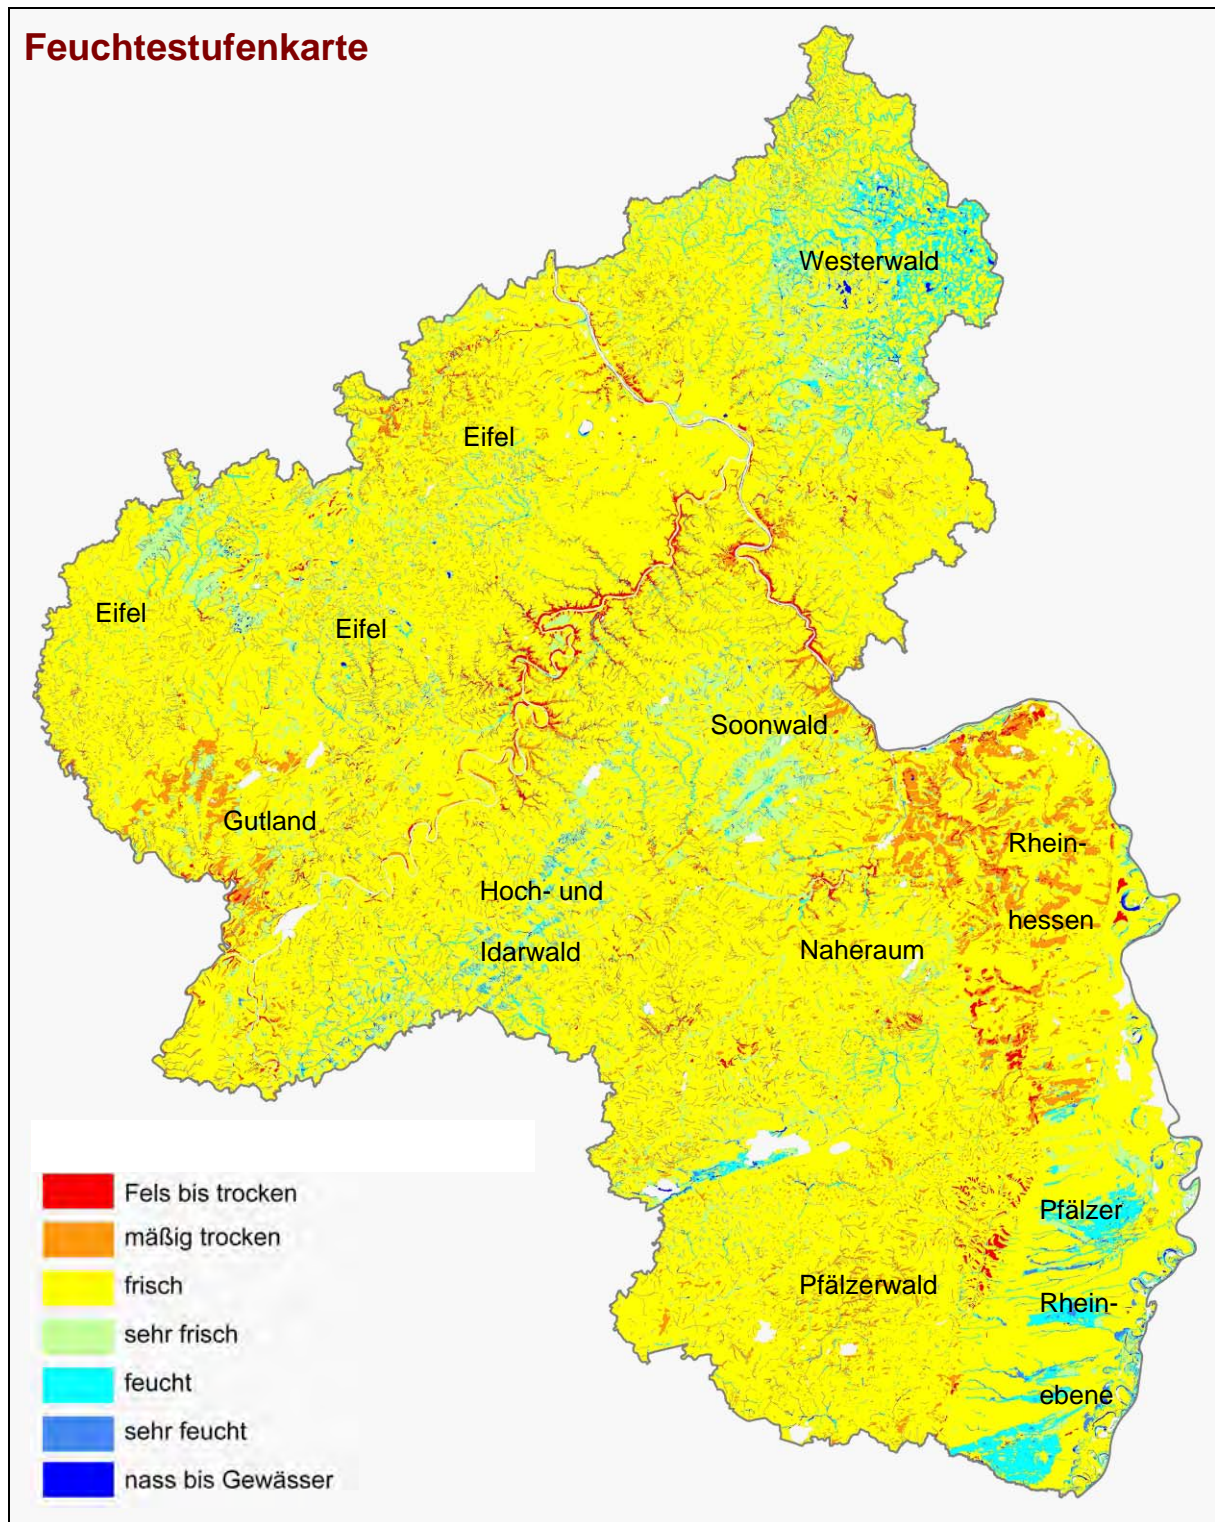 Feuchtestufenkarte
Westerwald
Eifel
Eifel
Eifel
Soonwald
Gutland
Rhein-
hessen
Hoch- und
Idarwald
Naheraum
Pfälzer
Rhein-
ebene
Pfälzerwald
Fels bis trocken
mäßig trocken
frisch
sehr frisch
feucht
sehr feucht
nass bis Gewässer